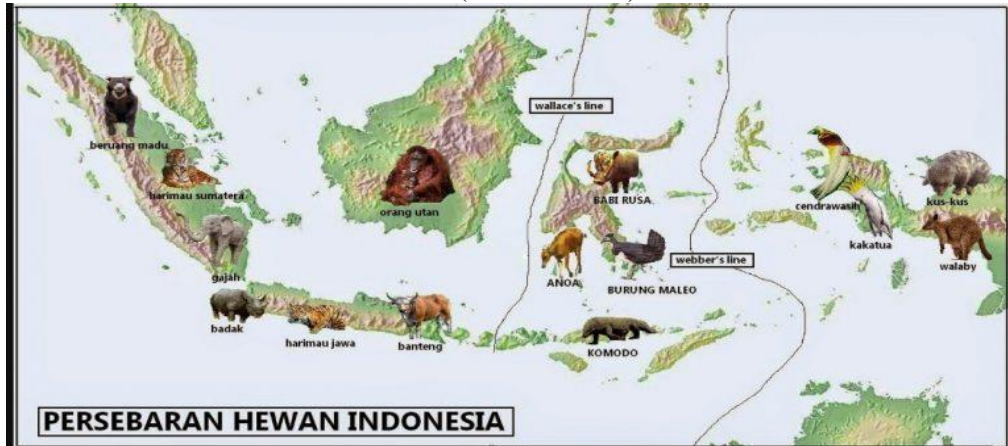 wallace's line
beruang madu
harimau sumatera
orang utan
BABI RUSA
cendrawasih
kus-kus
kakatua
gajah
webber's line
walaby
ANOA
BURUNG MALEO
badak
harimau jawa
banteng
KOMODO
PERSEBARAN HEWAN INDONESIA